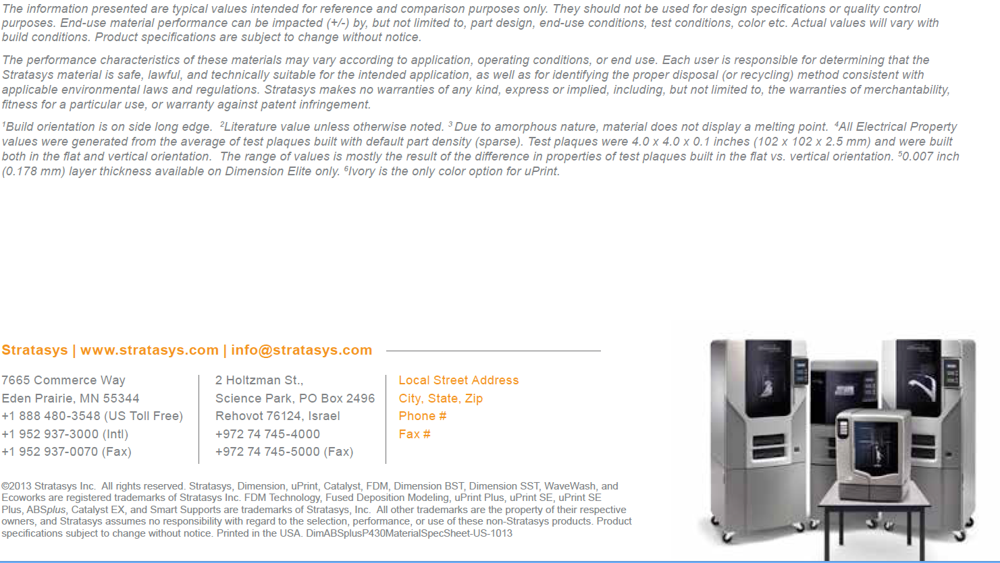 The information presented are typical values intended for reference and comparison purposes only. They should not be used for design specifications or quality control
purposes. End-use material performance can be impacted (+/-) by, but not limited to, part design, end-use conditions, test conditions, color etc. Actual values will vary with
build conditions. Product specifications are subject to change without notice.
The performance characteristics of these materials may vary according to application, operating conditions, or end use. Each user is responsible for determining that the
Stratasys material is safe, lawful, and technically suitable for the intended application, as well as for identifying the proper disposal (or recycling) method consistent with
applicable environmental laws and regulations. Stratasys makes no warranties of any kind, express or implied, including, but not limited to, the warranties of merchantability,
fitness for a particular use, or warranty against patent infringement.
¹Build orientation is on side long edge. ²Literature value unless otherwise noted. ³ Due to amorphous nature, material does not display a melting point. ⁴All Electrical Property
values were generated from the average of test plaques built with default part density (sparse). Test plaques were 4.0 x 4.0 x 0.1 inches (102 x 102 x 2.5 mm) and were built
both in the flat and vertical orientation. The range of values is mostly the result of the difference in properties of test plaques built in the flat vs. vertical orientation. ⁵0.007 inch
(0.178 mm) layer thickness available on Dimension Elite only. ⁶Ivory is the only color option for uPrint.
Stratasys | www.stratasys.com | info@stratasys.com
7665 Commerce Way
Eden Prairie, MN 55344
+1 888 480-3548 (US Toll Free)
+1 952 937-3000 (Intl)
+1 952 937-0070 (Fax)
2 Holtzman St.,
Science Park, PO Box 2496
Rehovot 76124, Israel
+972 74 745-4000
+972 74 745-5000 (Fax)
Local Street Address
City, State, Zip
Phone #
Fax #
©2013 Stratasys Inc. All rights reserved. Stratasys, Dimension, uPrint, Catalyst, FDM, Dimension BST, Dimension SST, WaveWash, and
Ecoworks are registered trademarks of Stratasys Inc. FDM Technology, Fused Deposition Modeling, uPrint Plus, uPrint SE, uPrint SE
Plus, ABSplus, Catalyst EX, and Smart Supports are trademarks of Stratasys, Inc. All other trademarks are the property of their respective
owners, and Stratasys assumes no responsibility with regard to the selection, performance, or use of these non-Stratasys products. Product
specifications subject to change without notice. Printed in the USA. DimABSplusP430MaterialSpecSheet-US-1013